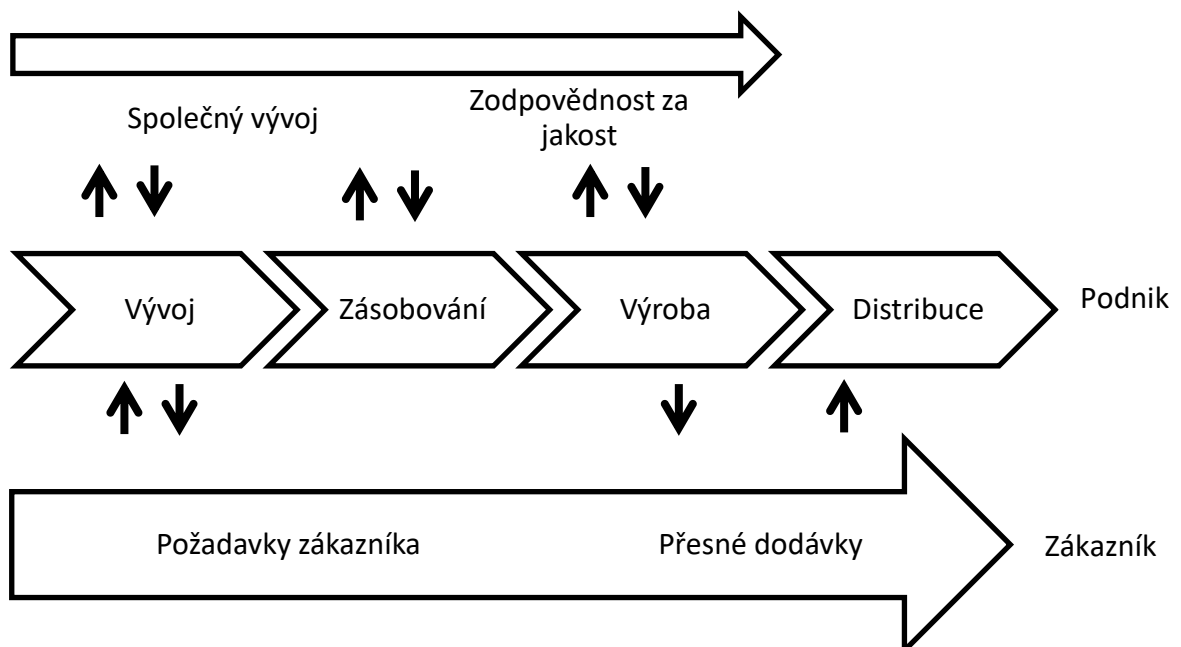 Společný vývoj
Zodpovědnost za
jakost
Vývoj
Zásobování
Výroba
Distribuce
Podnik
Požadavky zákazníka
Přesné dodávky
Zákazník